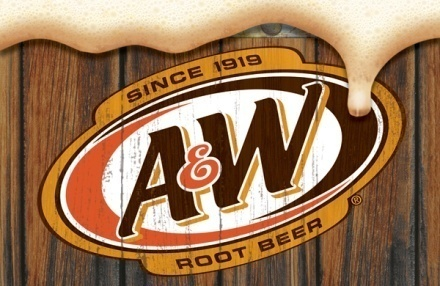 SINCE 1919
A&W
ROOT BEER
®